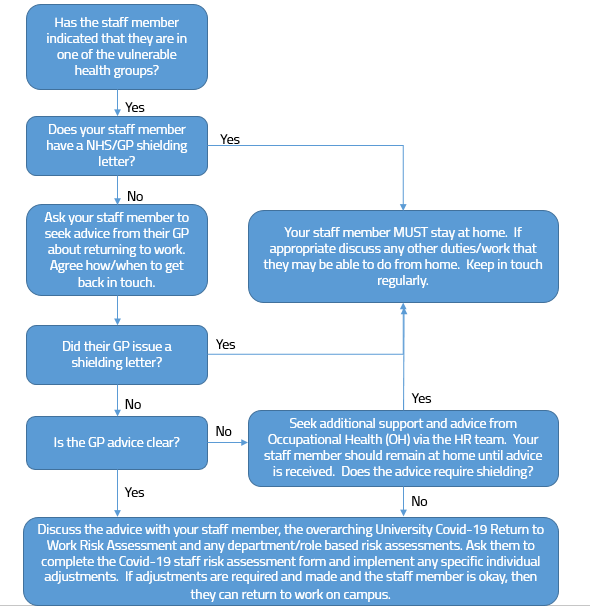 Has the staff member
indicated that they are in
one of the vulnerable
health groups?
Yes
Does your staff member
have a NHS/GP shielding
letter?
Yes
No
Ask your staff member to
seek advice from their GP
about returning to work.
Agree how/when to get
back in touch.
Your staff member MUST stay at home.  If
appropriate discuss any other duties/work that
they may be able to do from home.  Keep in touch
regularly.
Did their GP issue a
shielding letter?
Yes
No
Yes
Is the GP advice clear?
No
Seek additional support and advice from
Occupational Health (OH) via the HR team.  Your
staff member should remain at home until advice
is received.  Does the advice require shielding?
Yes
No
Discuss the advice with your staff member, the overarching University Covid-19 Return to
Work Risk Assessment and any department/role based risk assessments. Ask them to
complete the Covid-19 staff risk assessment form and implement any specific individual
adjustments.  If adjustments are required and made and the staff member is okay, then
they can return to work on campus.